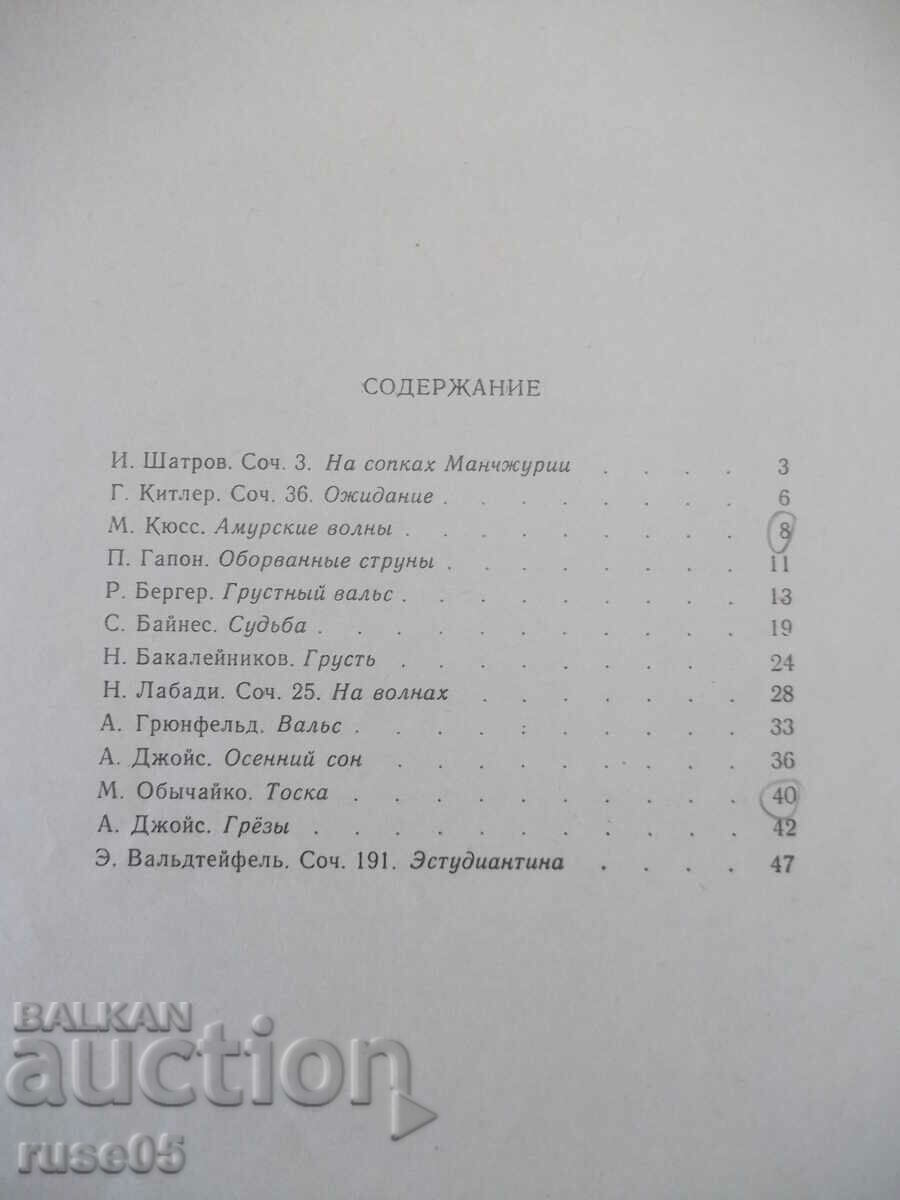 СОДЕРЖАНИЕ
И. Шатров. Соч. 3. На сопках Манчжурии . . . . 3
Г. Китлер. Соч. 36. Ожидание . . . . . . . . 6
М. Кюсс. Амурские волны . . . . . . . . . 8
П. Гапон. Оборванные струны . . . . . . . . 11
Р. Бергер. Грустный вальс . . . . . . . . . 13
С. Байнес. Судьба . . . . . . . . . . . 19
Н. Бакалейников. Грусть . . . . . . . . . 24
Н. Лабади. Соч. 25. На волнах . . . . . . . 28
А. Грюнфельд. Вальс . . . . . . . . . . 33
А. Джойс. Осенний сон . . . . . . . . . 36
М. Обычайко. Тоска . . . . . . . . . . 40
А. Джойс. Грёзы . . . . . . . . . . . 42
Э. Вальдтейфель. Соч. 191. Эстудиантина . . . . 47
BALKAN
auction
ruse05